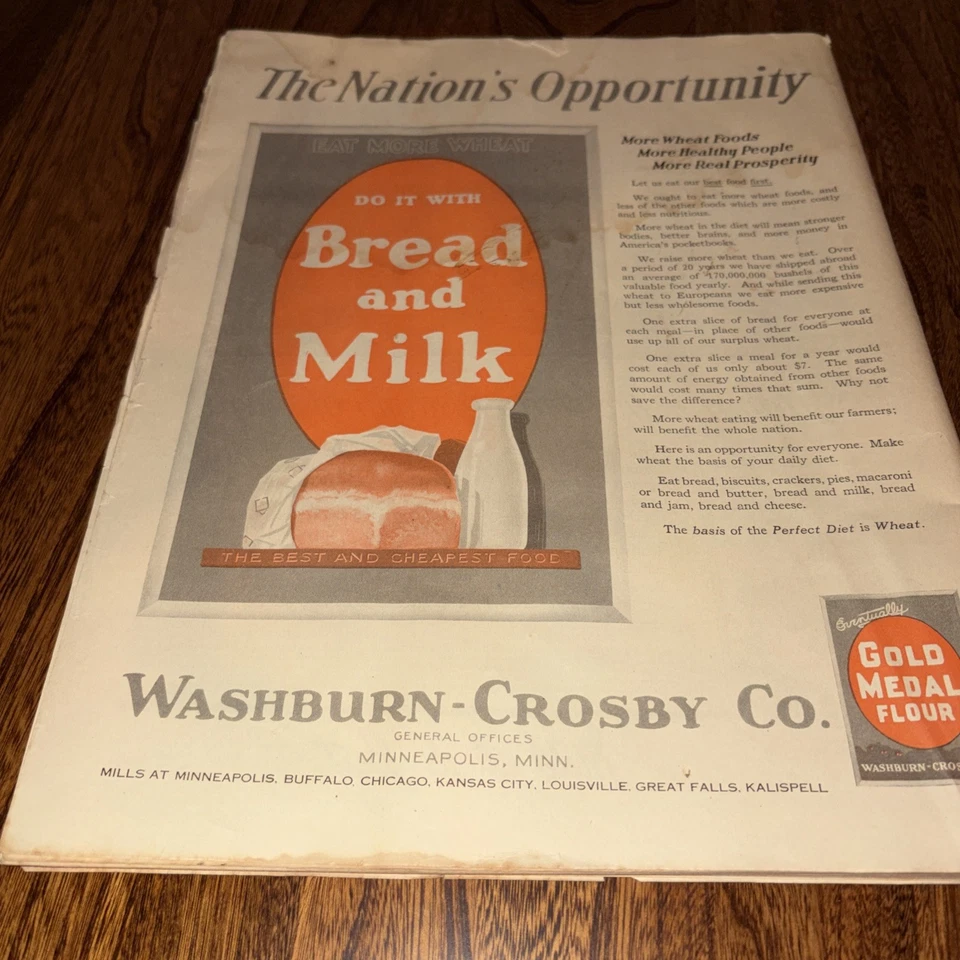 The Nation's Opportunity
EAT MORE WHEAT
DO IT WITH
Bread
and
Milk
THE BEST AND CHEAPEST FOOD
More Wheat Foods
More Healthy People
More Real Prosperity
Let us eat our best food first.
We ought to eat more wheat foods, and
less of the other foods which are more costly
and less nutritious.
More wheat in the diet will mean stronger
bodies, better brains, and more money in
America's pocketbooks.
We raise more wheat than we eat. Over
a period of 20 years we have shipped abroad
an average of 170,000,000 bushels of this
valuable food yearly. And while sending this
wheat to Europeans we eat more expensive
but less wholesome foods.
One extra slice of bread for everyone at
each meal—in place of other foods—would
use up all of our surplus wheat.
One extra slice a meal for a year would
cost each of us only about $7. The same
amount of energy obtained from other foods
would cost many times that sum. Why not
save the difference?
More wheat eating will benefit our farmers;
will benefit the whole nation.
Here is an opportunity for everyone. Make
wheat the basis of your daily diet.
Eat bread, biscuits, crackers, pies, macaroni
or bread and butter, bread and milk, bread
and jam, bread and cheese.
The basis of the Perfect Diet is Wheat.
Eventually
GOLD
MEDAL
FLOUR
WASHBURN-CROS
WASHBURN-CROSBY CO.
GENERAL OFFICES
MINNEAPOLIS, MINN.
MILLS AT MINNEAPOLIS, BUFFALO, CHICAGO, KANSAS CITY, LOUISVILLE, GREAT FALLS, KALISPELL